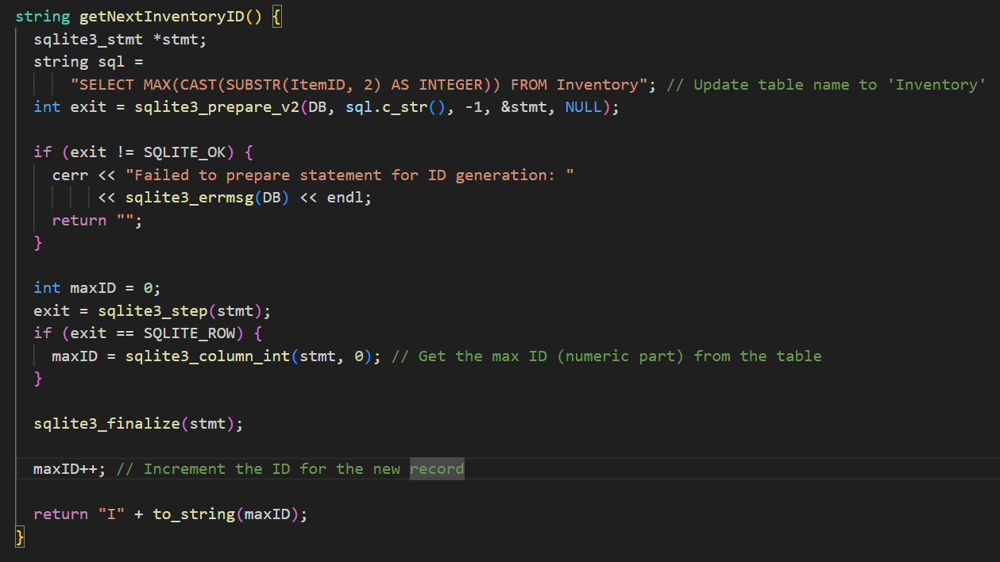 string getNextInventoryID() {
  sqlite3_stmt *stmt;
  string sql =
      "SELECT MAX(CAST(SUBSTR(ItemID, 2) AS INTEGER)) FROM Inventory"; // Update table name to 'Inventory'
  int exit = sqlite3_prepare_v2(DB, sql.c_str(), -1, &stmt, NULL);

  if (exit != SQLITE_OK) {
    cerr << "Failed to prepare statement for ID generation: "
         << sqlite3_errmsg(DB) << endl;
    return "";
  }

  int maxID = 0;
  exit = sqlite3_step(stmt);
  if (exit == SQLITE_ROW) {
    maxID = sqlite3_column_int(stmt, 0); // Get the max ID (numeric part) from the table
  }

  sqlite3_finalize(stmt);

  maxID++; // Increment the ID for the new record

  return "I" + to_string(maxID);
}